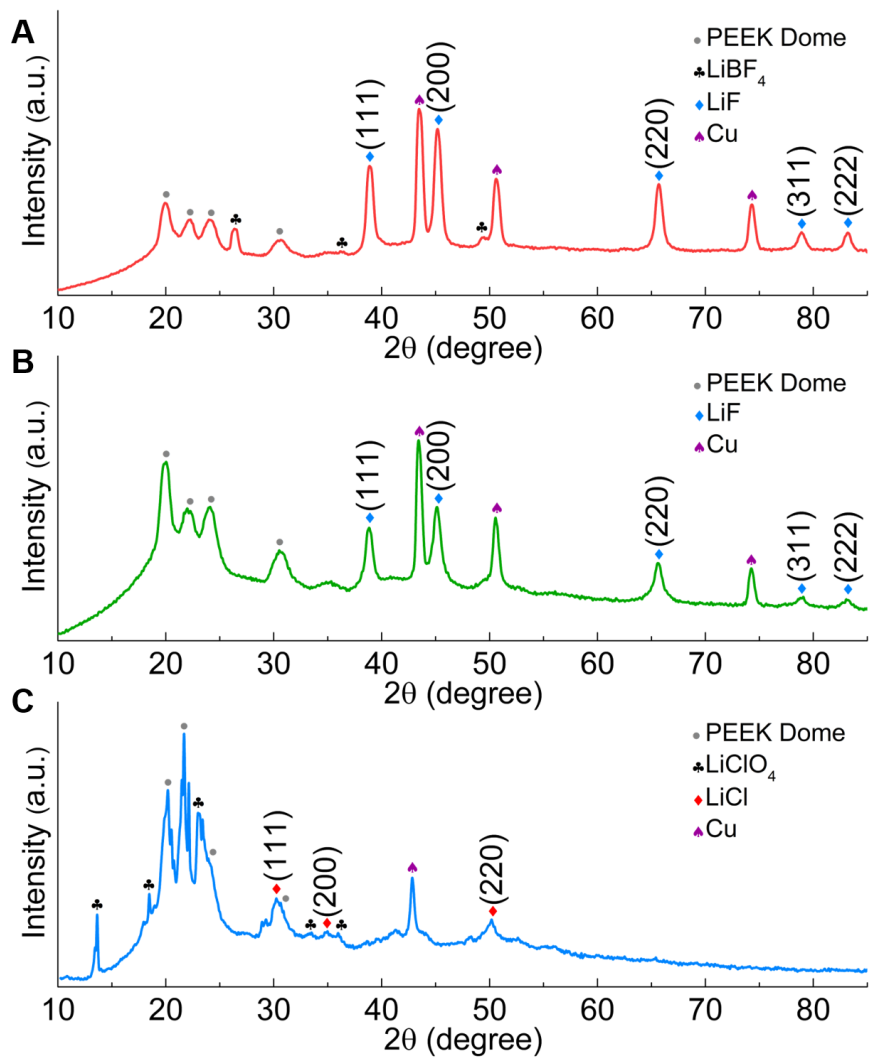 A
Intensity (a.u.)
PEEK Dome
LiBF4
LiF
Cu
(111)
(200)
(220)
(311)
(222)
10 20 30 40 50 60 70 80
2θ (degree)
B
Intensity (a.u.)
PEEK Dome
LiF
Cu
(111)
(200)
(220)
(311)
(222)
10 20 30 40 50 60 70 80
2θ (degree)
C
Intensity (a.u.)
PEEK Dome
LiClO4
LiCl
Cu
(111)
(200)
(220)
10 20 30 40 50 60 70 80
2θ (degree)